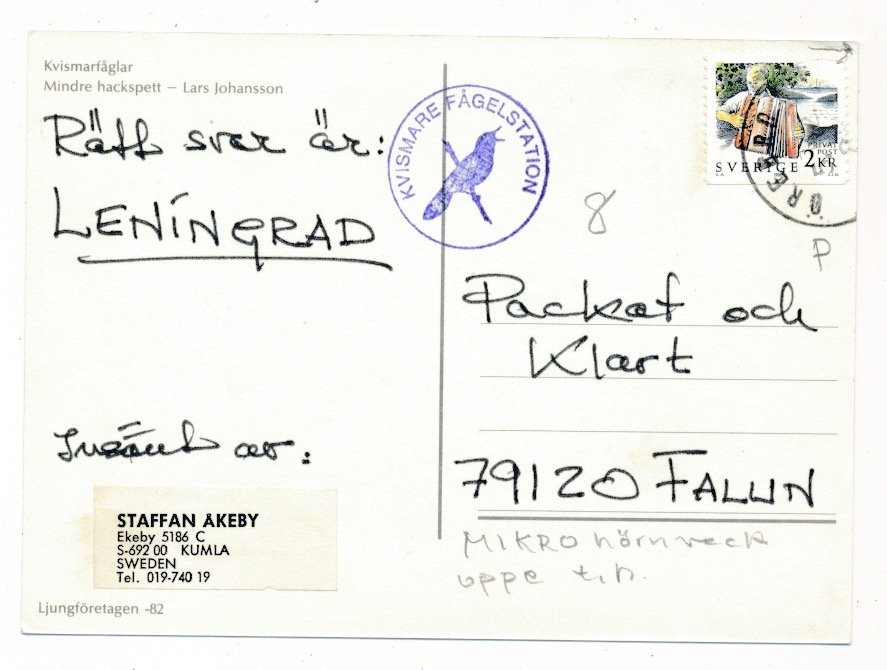 Kvismarfåglar
Mindre hackspett – Lars Johansson
Rätt svar är:
LENINGRAD
Insänt av:
STAFFAN ÅKEBY
Ekeby 5186 C
S-692 00 KUMLA
SWEDEN
Tel. 019-740 19
Ljungföretagen -82
KVISMARE FÅGELSTATION
8
PRIVAT
POST
SVERIGE 2KR
ÖREBRO
P
Packat och
Klart
79120 FALUN
MIKRO hörnveck
uppe t.h.